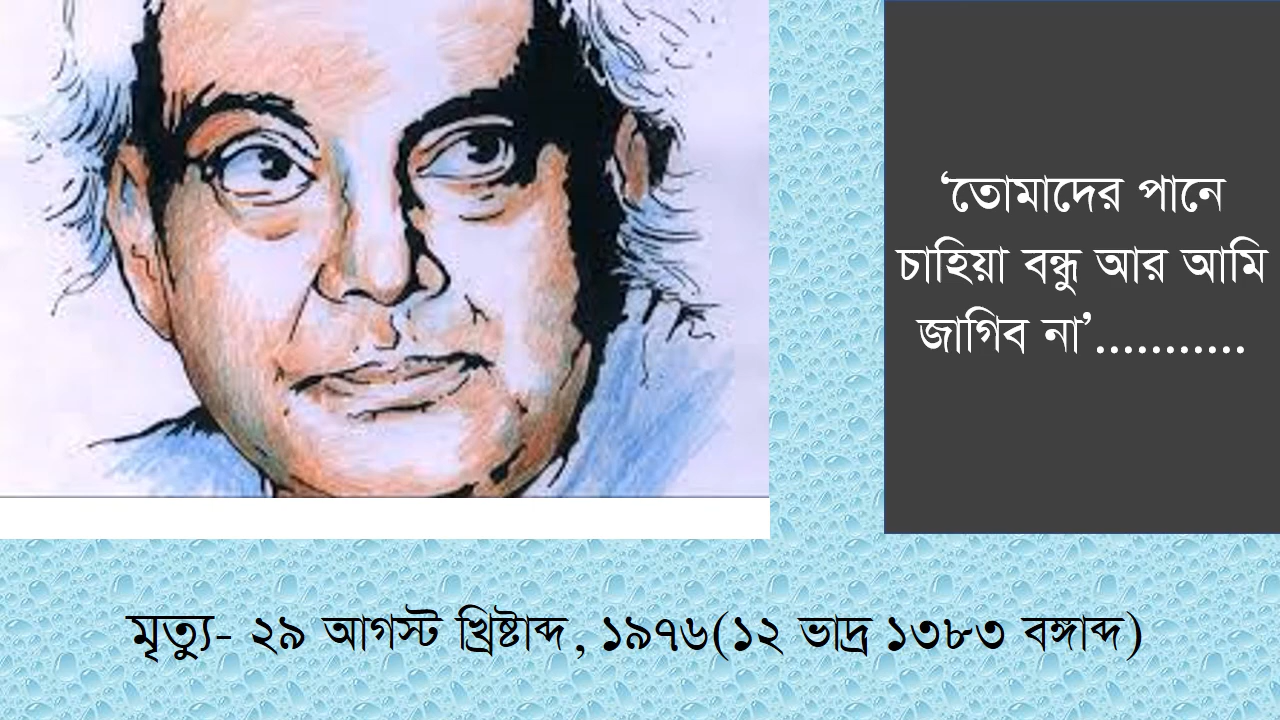 ‘তোমাদের পানে
চাহিয়া বন্ধু আর আমি
জাগিব না’...........
মৃত্যু- ২৯ আগস্ট খ্রিষ্টাব্দ, ১৯৭৬(১২ ভাদ্র ১৩৮৩ বঙ্গাব্দ)